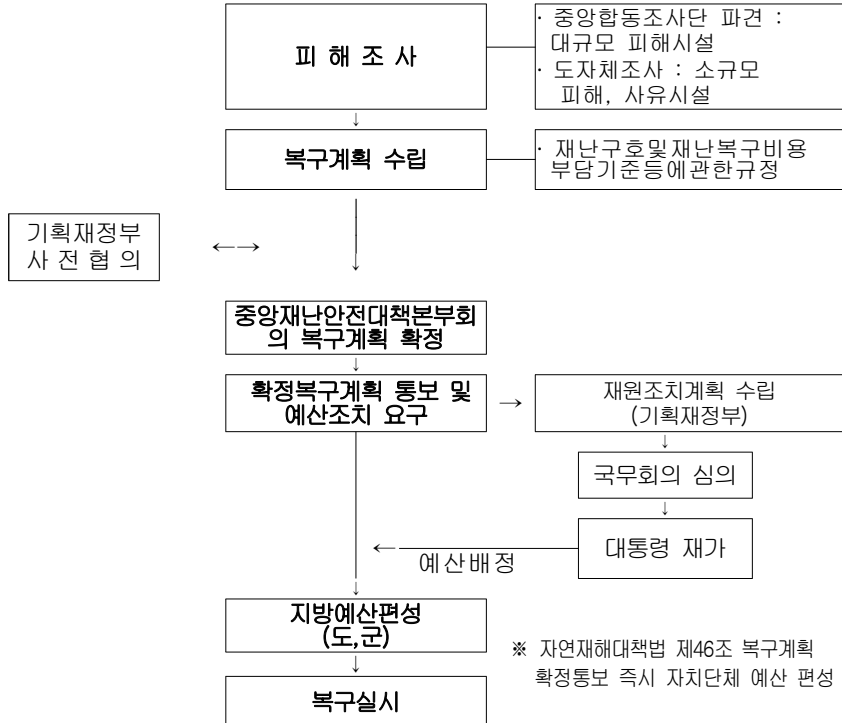 피 해 조 사
· 중앙합동조사단 파견 :
대규모 피해시설
· 도자체조사 : 소규모
피해, 사유시설
↓
복구계획 수립
· 재난구호및재난복구비용
부담기준등에관한규정
기획재정부
사 전 협 의
←→
중앙재난안전대책본부회
의 복구계획 확정
↓
확정복구계획 통보 및
예산조치 요구
→
재원조치계획 수립
(기획재정부)
↓
국무회의 심의
↓
대통령 재가
←
예산배정
지방예산편성
(도,군)
※ 자연재해대책법 제46조 복구계획
확정통보 즉시 자치단체 예산 편성
↓
복구실시